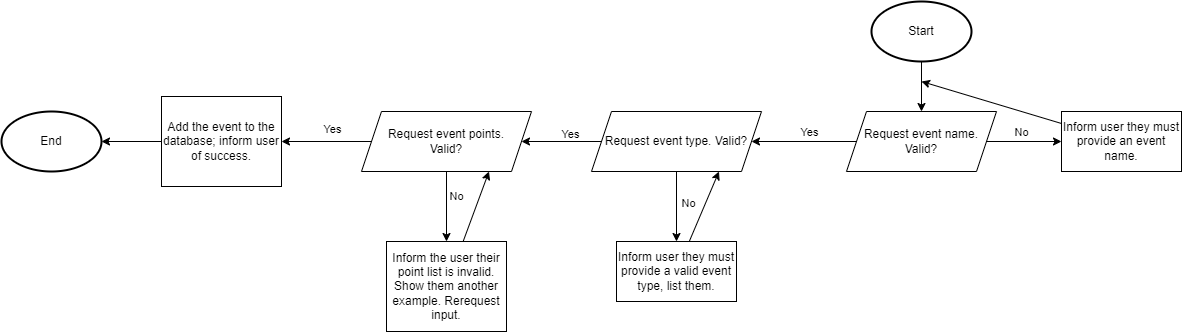 Start
Request event name.
Valid?
No
Inform user they must
provide an event
name.
Yes
Request event type. Valid?
No
Inform user they must
provide a valid event
type, list them.
Yes
Request event points.
Valid?
No
Inform the user their
point list is invalid.
Show them another
example. Rerequest
input.
Yes
Add the event to the
database; inform user
of success.
End